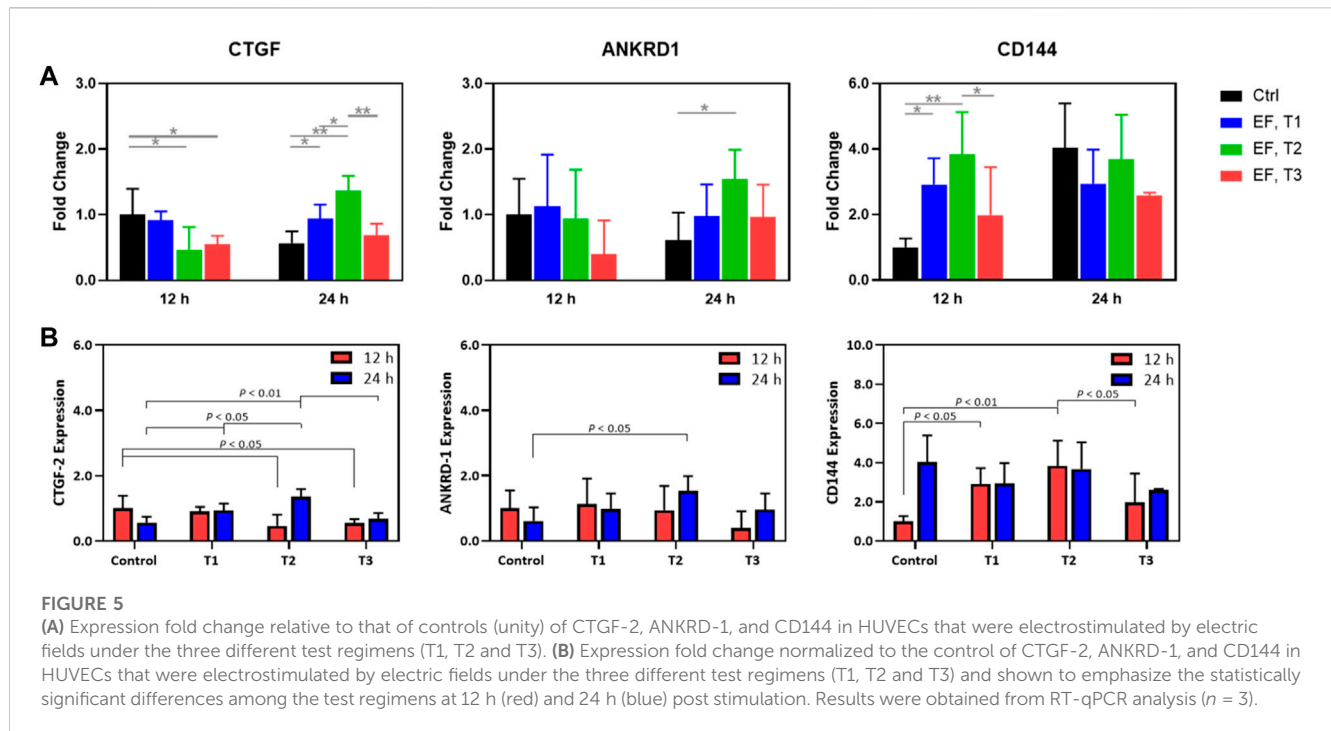 CTGF
ANKRD1
CD144
A
Fold Change
3.0
2.0
1.0
0.0
* * * ** * **
12 h
24 h
Fold Change
3.0
2.0
1.0
0.0
*
12 h
24 h
Fold Change
6.0
4.0
2.0
0.0
* ** *
12 h
24 h
Ctrl
EF, T1
EF, T2
EF, T3
B
CTGF-2 Expression
6.0
4.0
2.0
0.0
12 h
24 h
P < 0.01
P < 0.05
P < 0.05
Control T1 T2 T3
ANKRD-1 Expression
6.0
4.0
2.0
0.0
12 h
24 h
P < 0.05
Control T1 T2 T3
CD144 Expression
10.0
8.0
6.0
4.0
2.0
0.0
12 h
24 h
P < 0.01
P < 0.05
P < 0.05
Control T1 T2 T3
FIGURE 5
(A) Expression fold change relative to that of controls (unity) of CTGF-2, ANKRD-1, and CD144 in HUVECs that were electrostimulated by electric
fields under the three different test regimens (T1, T2 and T3). (B) Expression fold change normalized to the control of CTGF-2, ANKRD-1, and CD144 in
HUVECs that were electrostimulated by electric fields under the three different test regimens (T1, T2 and T3) and shown to emphasize the statistically
significant differences among the test regimens at 12 h (red) and 24 h (blue) post stimulation. Results were obtained from RT-qPCR analysis (n = 3).